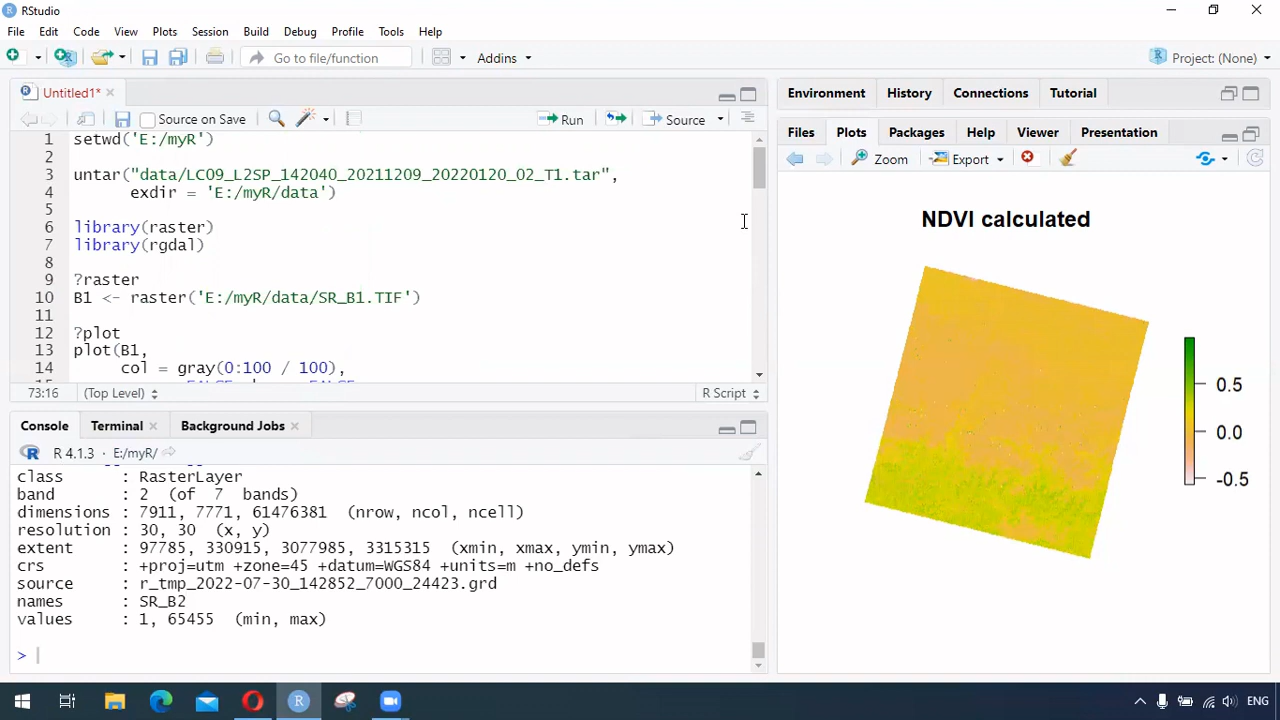 RStudio
File Edit Code View Plots Session Build Debug Profile Tools Help
Go to file/function Addins Project: (None)
Untitled1*
Source on Save Run Source
1 setwd('E:/myR')
2
3 untar("data/LC09_L2SP_142040_20211209_20220120_02_T1.tar",
4 exdir = 'E:/myR/data')
5
6 library(raster)
7 library(rgdal)
8
9 ?raster
10 B1 <- raster('E:/myR/data/SR_B1.TIF')
11
12 ?plot
13 plot(B1,
14 col = gray(0:100 / 100),
73:16 (Top Level) R Script
Console Terminal Background Jobs
R 4.1.3 · E:/myR/
class : RasterLayer
band : 2 (of 7 bands)
dimensions : 7911, 7771, 61476381 (nrow, ncol, ncell)
resolution : 30, 30 (x, y)
extent : 97785, 330915, 3077985, 3315315 (xmin, xmax, ymin, ymax)
crs : +proj=utm +zone=45 +datum=WGS84 +units=m +no_defs
source : r_tmp_2022-07-30_142852_7000_24423.grd
names : SR_B2
values : 1, 65455 (min, max)
>
Environment History Connections Tutorial
Files Plots Packages Help Viewer Presentation
Zoom Export
NDVI calculated
0.5
0.0
-0.5
ENG